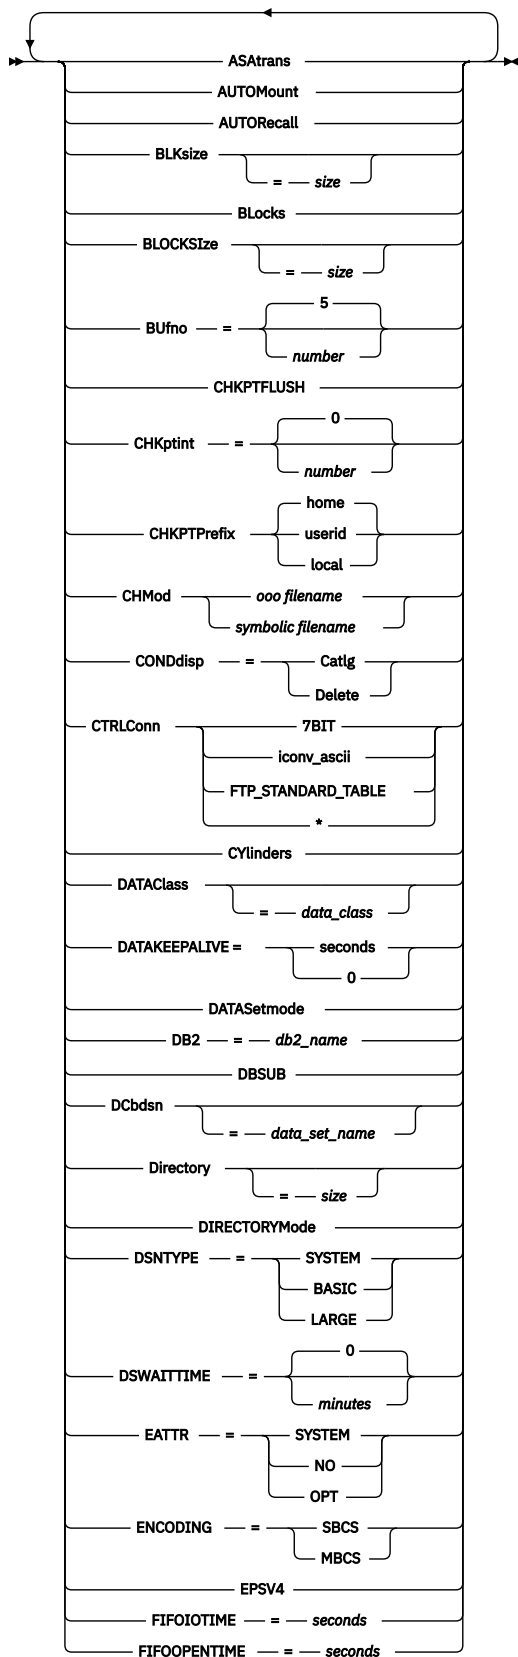 ASAtrans
AUTOMount
AUTORecall
BLKsize
= size
BLocks
BLOCKSIze
= size
5
BUfno =
number
CHKPTFLUSH
0
CHKptint =
number
home
CHKPTPrefix userid
local
CHMod ooo filename
symbolic filename
CONDdisp = Catlg
Delete
CTRLConn 7BIT
iconv_ascii
FTP_STANDARD_TABLE
*
CYlinders
DATAClass
= data_class
DATAKEEPALIVE = seconds
0
DATASetmode
DB2 = db2_name
DBSUB
DCbdsn
= data_set_name
Directory
= size
DIRECTORYMode
DSNTYPE = SYSTEM
BASIC
LARGE
0
DSWAITTIME =
minutes
EATTR = SYSTEM
NO
OPT
ENCODING = SBCS
MBCS
EPSV4
FIFOIOTIME = seconds
FIFOOPENTIME = seconds